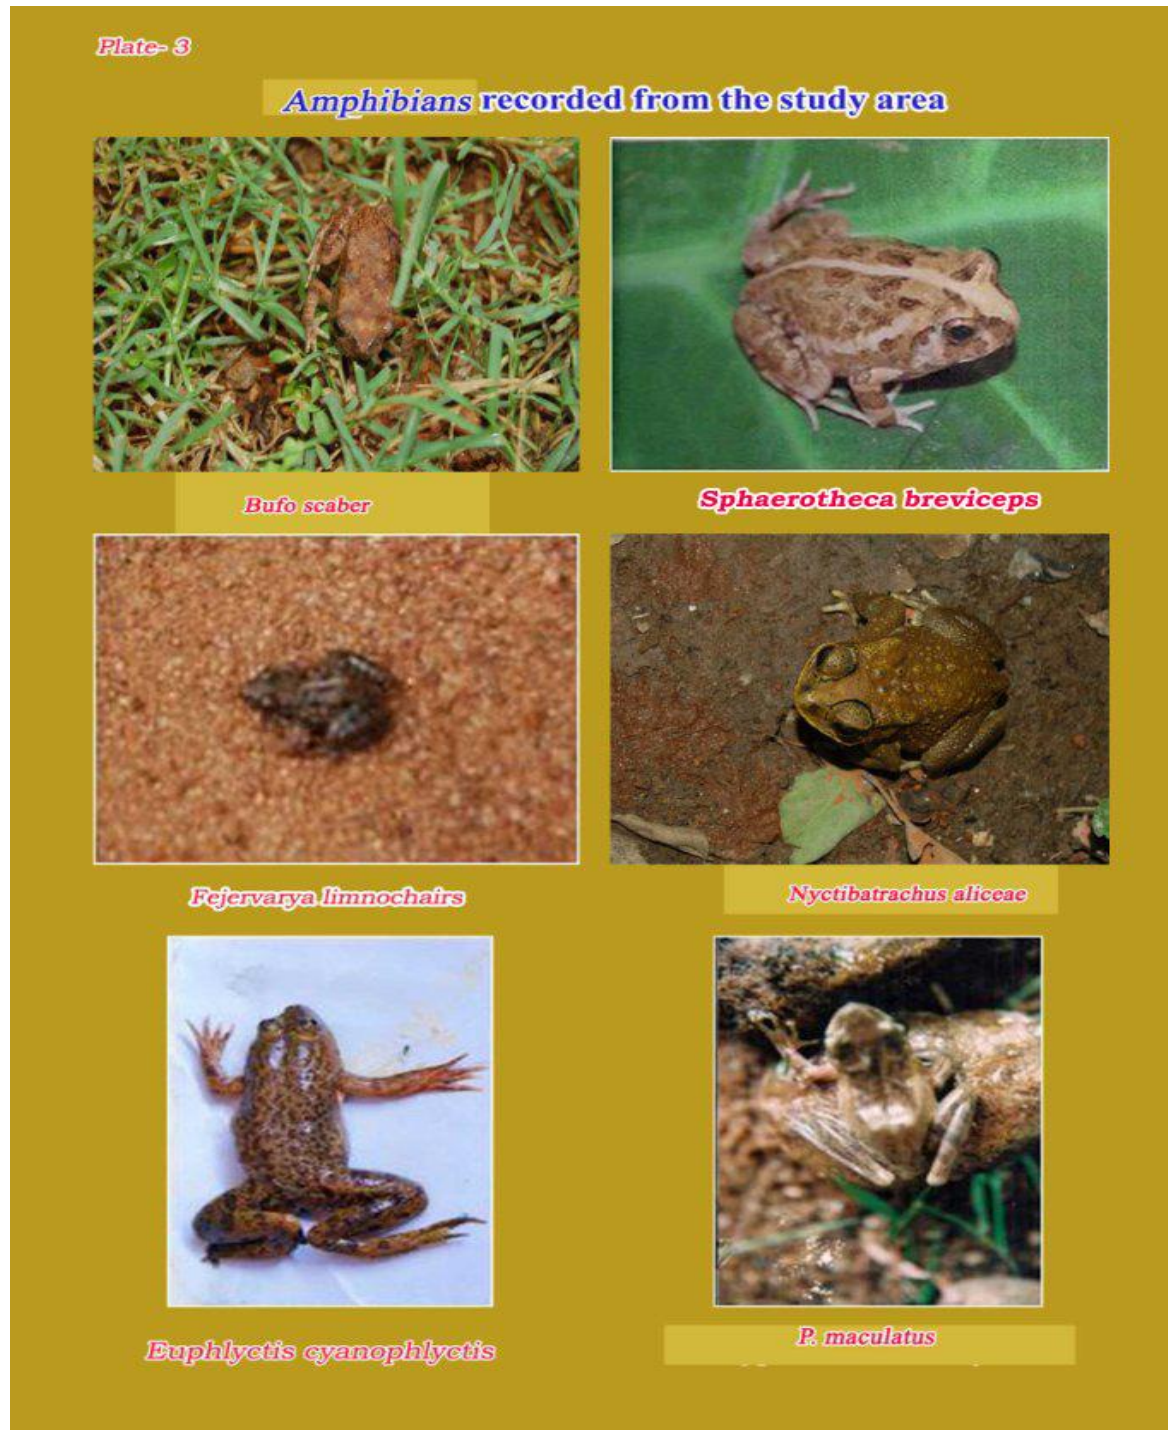 Plate- 3
Amphibians recorded from the study area
Bufo scaber
Sphaerotheca breviceps
Fejervarya limnochairs
Nyctibatrachus aliceae
Euphlyctis cyanophlyctis
P. maculatus